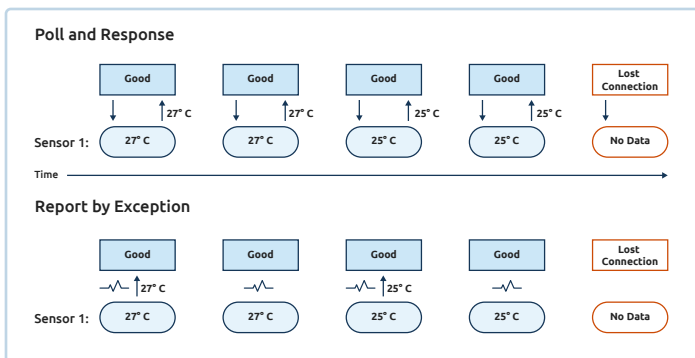 Poll and Response
Good Good Good Good Lost
Connection
27° C 27° C 25° C 25° C
Sensor 1: 27° C 27° C 25° C 25° C No Data
Time
Report by Exception
Good Good Good Good Lost
Connection
27° C 25° C
Sensor 1: 27° C 27° C 25° C 25° C No Data